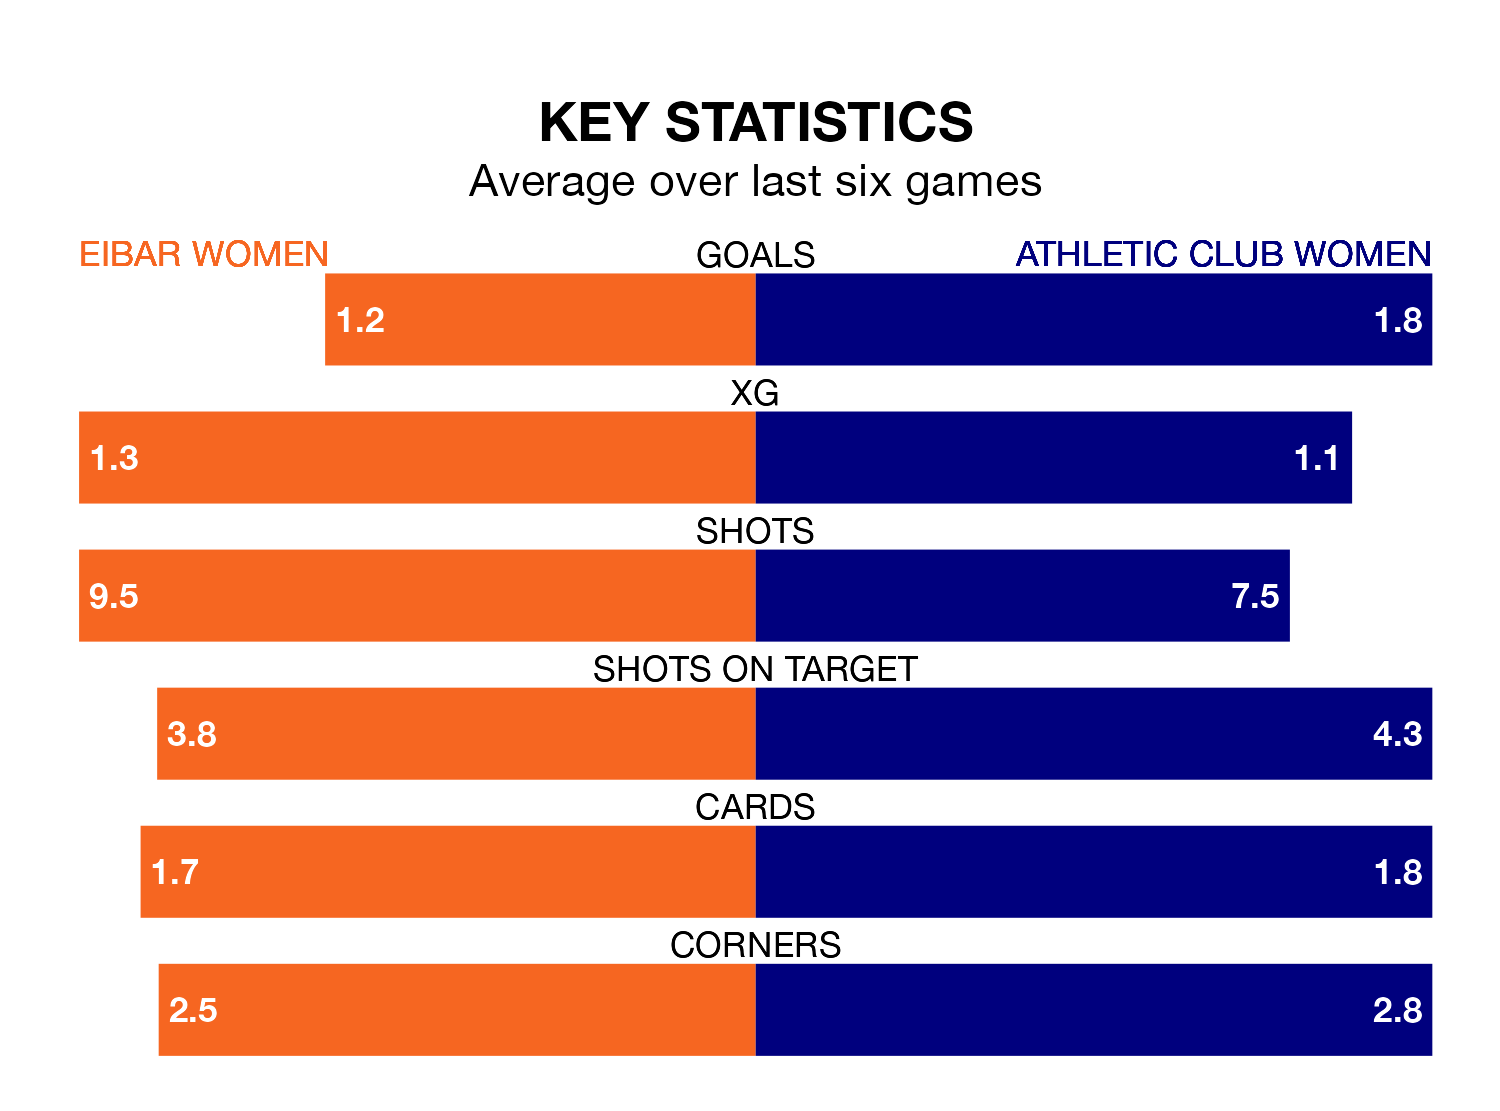 KEY STATISTICS
Average over last six games
EIBAR WOMEN GOALS ATHLETIC CLUB WOMEN
1.2 1.8
XG
1.3 1.1
SHOTS
9.5 7.5
SHOTS ON TARGET
3.8 4.3
CARDS
1.7 1.8
CORNERS
2.5 2.8